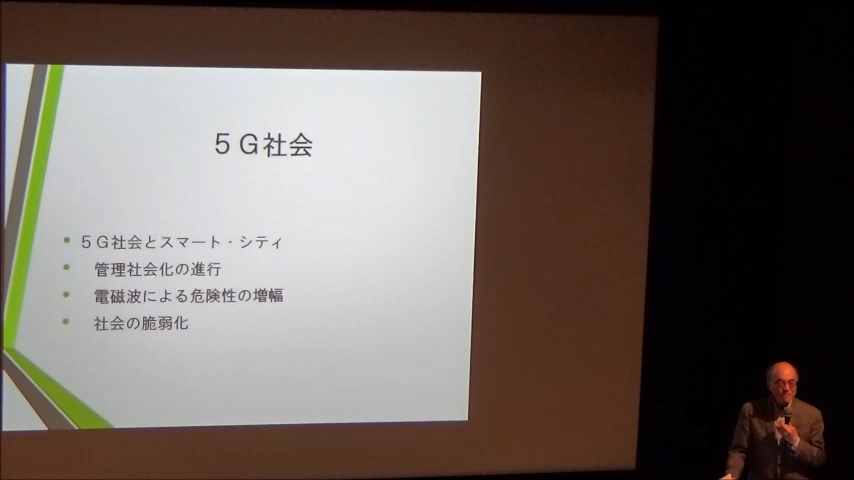 ５Ｇ社会
５Ｇ社会とスマート・シティ
管理社会化の進行
電磁波による危険性の増幅
社会の脆弱化